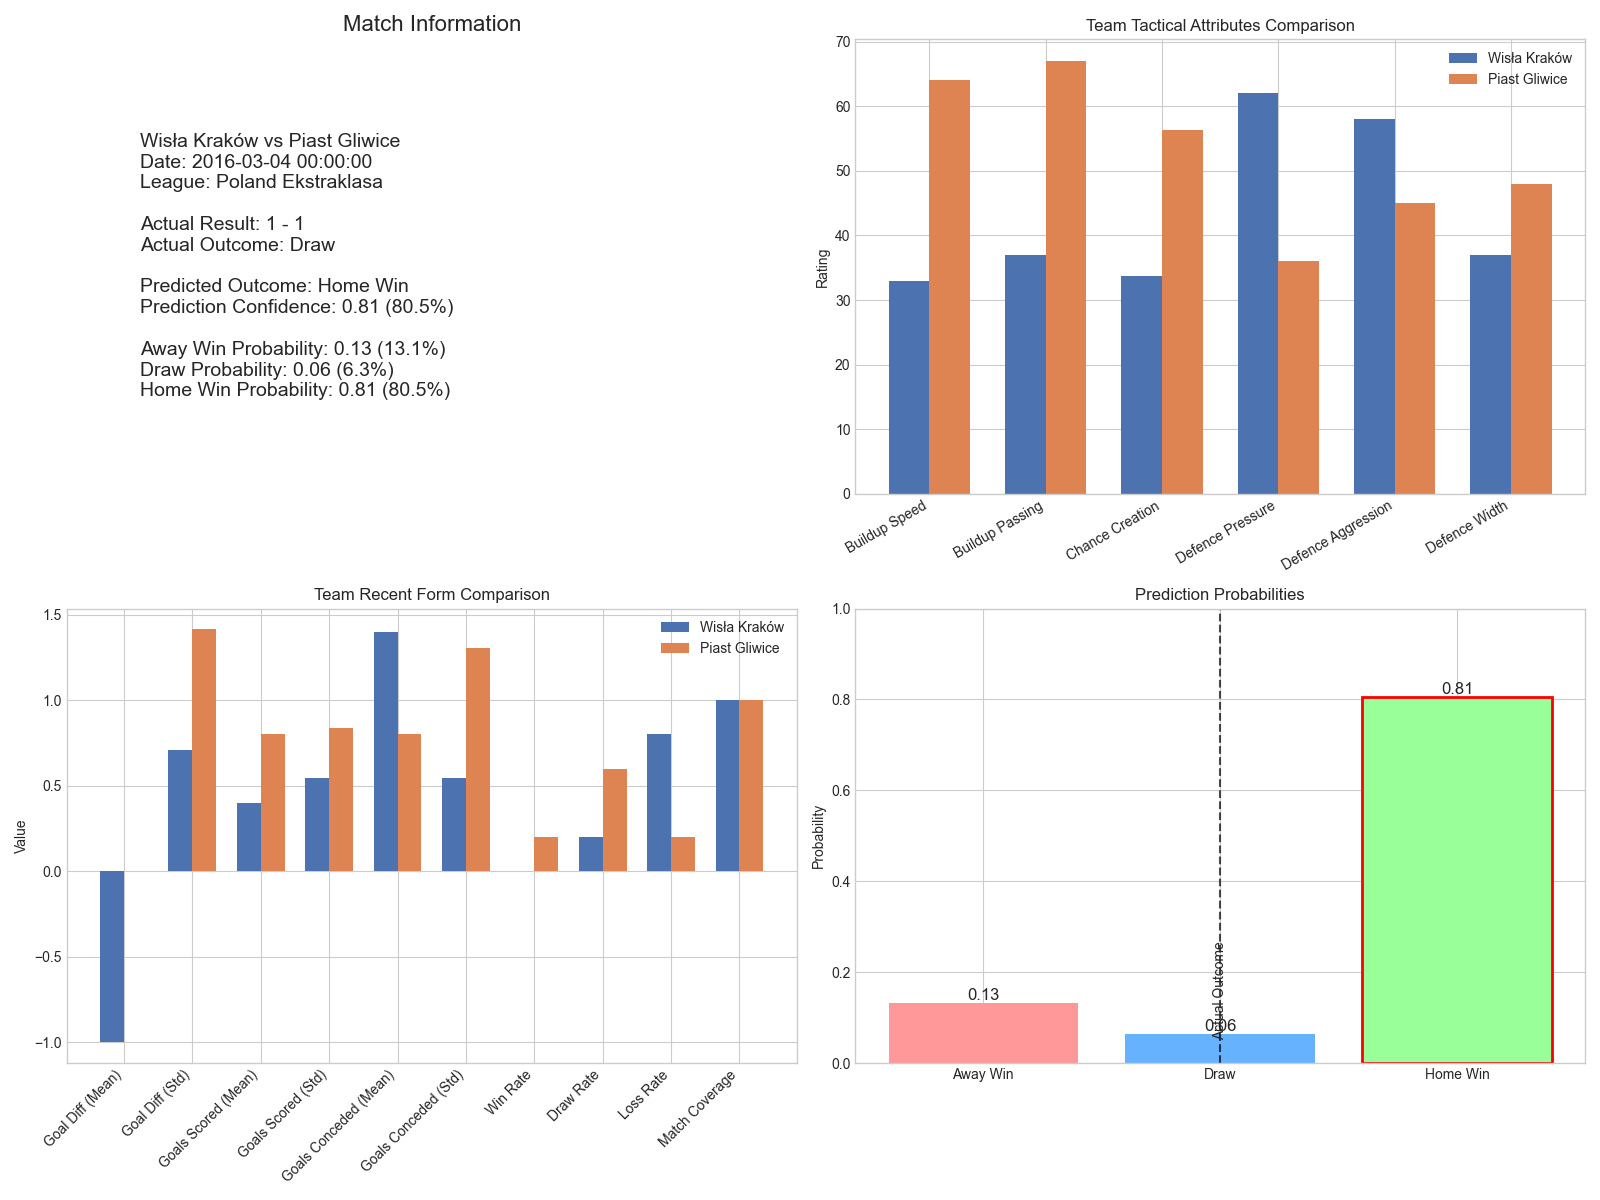 Match Information
Wisła Kraków vs Piast Gliwice
Date: 2016-03-04 00:00:00
League: Poland Ekstraklasa
Actual Result: 1 - 1
Actual Outcome: Draw
Predicted Outcome: Home Win
Prediction Confidence: 0.81 (80.5%)
Away Win Probability: 0.13 (13.1%)
Draw Probability: 0.06 (6.3%)
Home Win Probability: 0.81 (80.5%)
Team Tactical Attributes Comparison
Rating
70
60
50
40
30
20
10
0
Wisła Kraków
Piast Gliwice
Buildup Speed
Buildup Passing
Chance Creation
Defence Pressure
Defence Aggression
Defence Width
Team Recent Form Comparison
Value
1.5
1.0
0.5
0.0
−0.5
−1.0
Wisła Kraków
Piast Gliwice
Goal Diff (Mean)
Goal Diff (Std)
Goals Scored (Mean)
Goals Scored (Std)
Goals Conceded (Mean)
Goals Conceded (Std)
Win Rate
Draw Rate
Loss Rate
Match Coverage
Prediction Probabilities
Probability
1.0
0.8
0.6
0.4
0.2
0.0
0.13
0.06
0.81
Actual Outcome
Away Win
Draw
Home Win